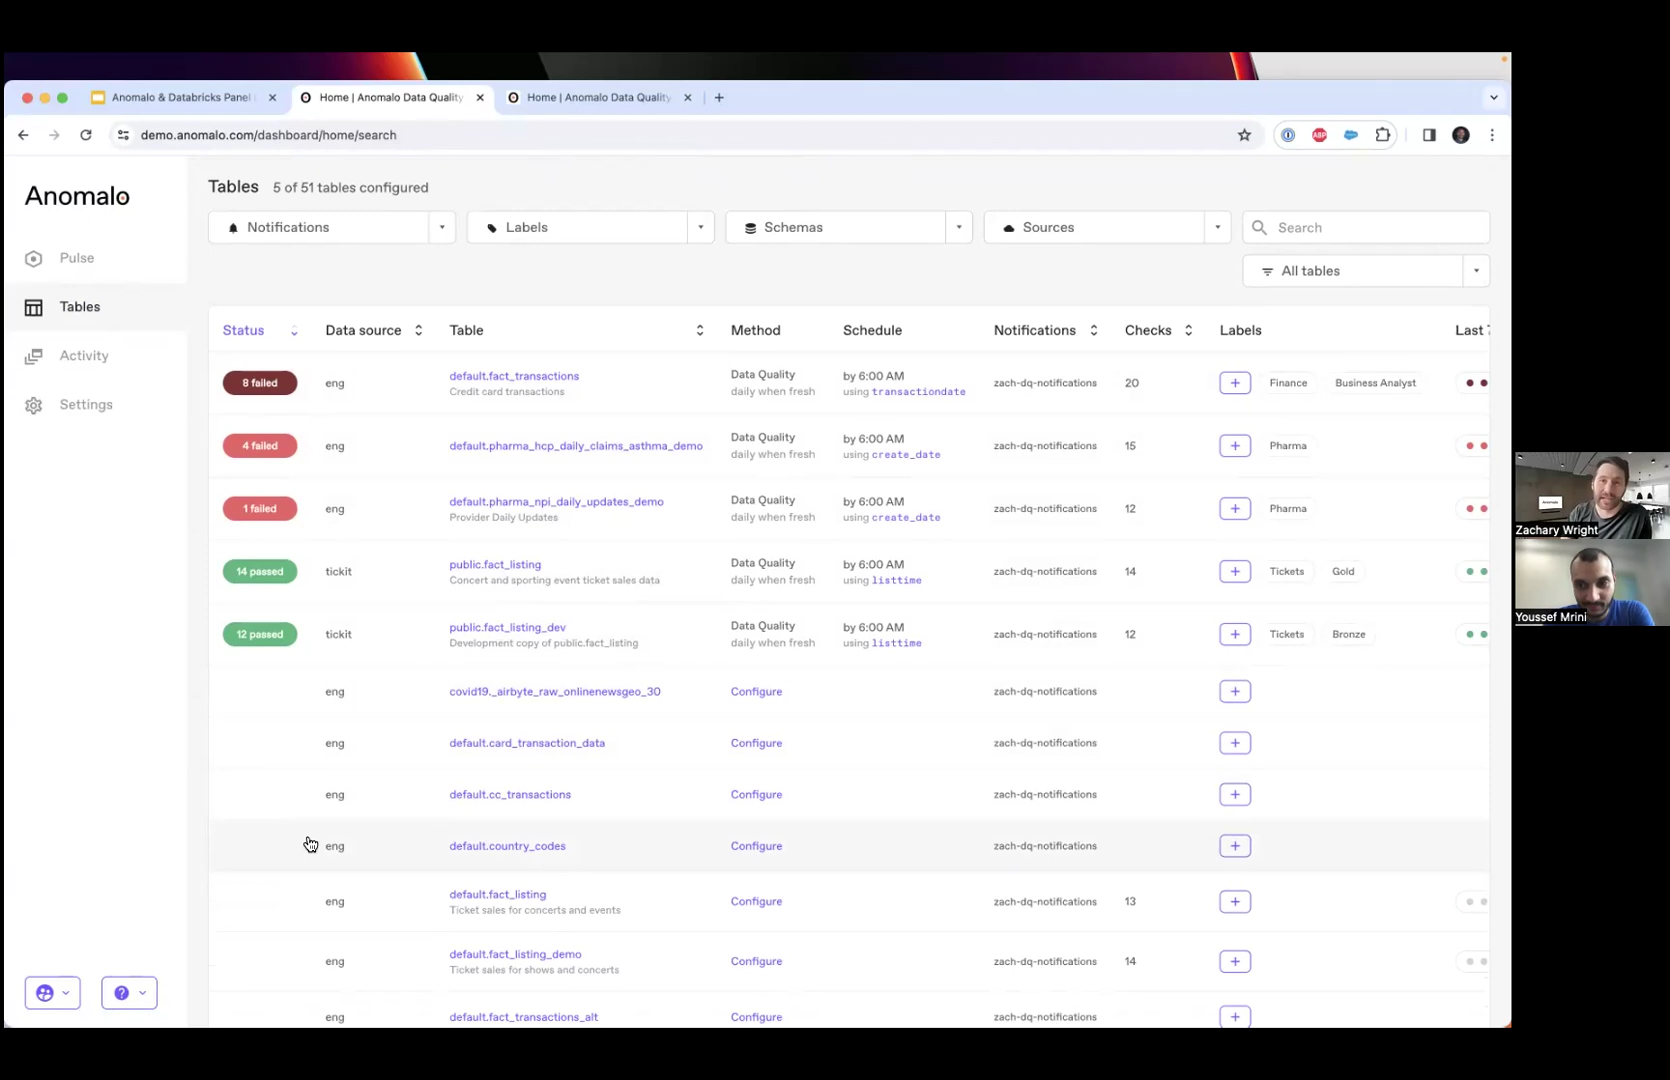 Anomalo & Databricks Panel
Home | Anomalo Data Quality
Home | Anomalo Data Quality
demo.anomalo.com/dashboard/home/search
ABP
Anomalo
Pulse
Tables
Activity
Settings
Tables 5 of 51 tables configured
Notifications Labels Schemas Sources Search
All tables
Status Data source Table Method Schedule Notifications Checks Labels Last 7
8 failed eng default.fact_transactions Data Quality by 6:00 AM zach-dq-notifications 20 + Finance Business Analyst
Credit card transactions daily when fresh using transactiondate
4 failed eng default.pharma_hcp_daily_claims_asthma_demo Data Quality by 6:00 AM zach-dq-notifications 15 + Pharma
daily when fresh using create_date
1 failed eng default.pharma_npi_daily_updates_demo Data Quality by 6:00 AM zach-dq-notifications 12 + Pharma
Provider Daily Updates daily when fresh using create_date
14 passed tickit public.fact_listing Data Quality by 6:00 AM zach-dq-notifications 14 + Tickets Gold
Concert and sporting event ticket sales data daily when fresh using listtime
12 passed tickit public.fact_listing_dev Data Quality by 6:00 AM zach-dq-notifications 12 + Tickets Bronze
Development copy of public.fact_listing daily when fresh using listtime
eng covid19._airbyte_raw_onlinenewsgeo_30 Configure zach-dq-notifications +
eng default.card_transaction_data Configure zach-dq-notifications +
eng default.cc_transactions Configure zach-dq-notifications +
eng default.country_codes Configure zach-dq-notifications +
eng default.fact_listing Configure zach-dq-notifications 13 +
Ticket sales for concerts and events
eng default.fact_listing_demo Configure zach-dq-notifications 14 +
Ticket sales for shows and concerts
eng default.fact_transactions_alt Configure zach-dq-notifications +
Zachary Wright
Youssef Mrini